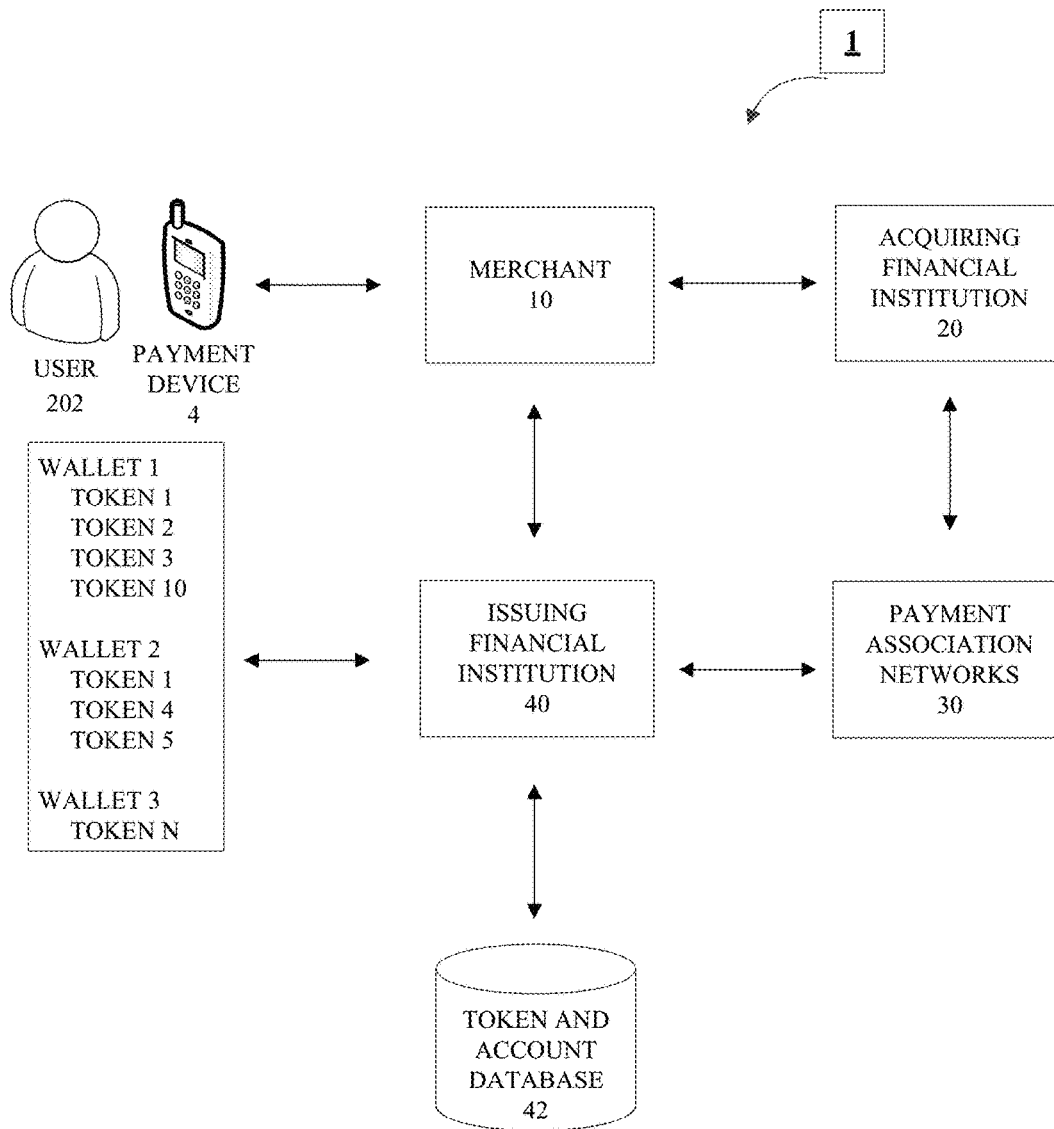 1
MERCHANT
10
ACQUIRING
FINANCIAL
INSTITUTION
20
USER
202
PAYMENT
DEVICE
4
WALLET 1
TOKEN 1
TOKEN 2
TOKEN 3
TOKEN 10
WALLET 2
TOKEN 1
TOKEN 4
TOKEN 5
WALLET 3
TOKEN N
ISSUING
FINANCIAL
INSTITUTION
40
PAYMENT
ASSOCIATION
NETWORKS
30
TOKEN AND
ACCOUNT
DATABASE
42